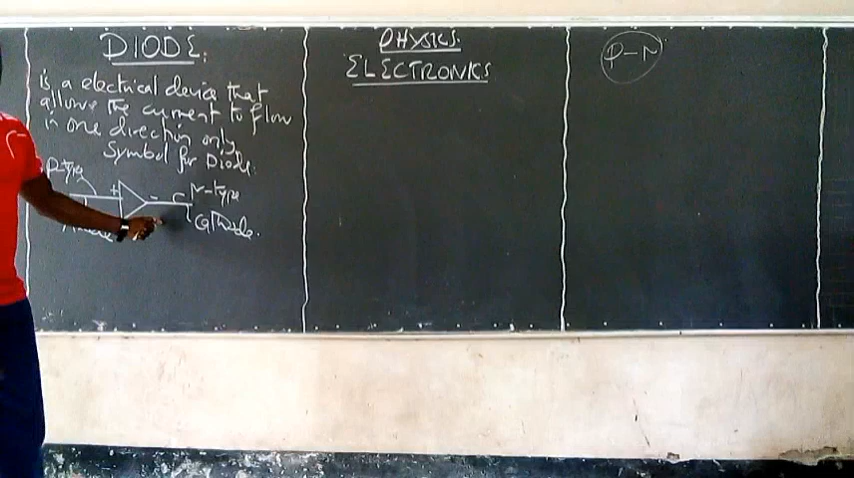 DIODE:
is a electrical device that
allows the current to flow
in one direction only
Symbol for Diode:
P-type
+
-
N-type
Cathode.
PHYSICS:
ELECTRONICS
P-N